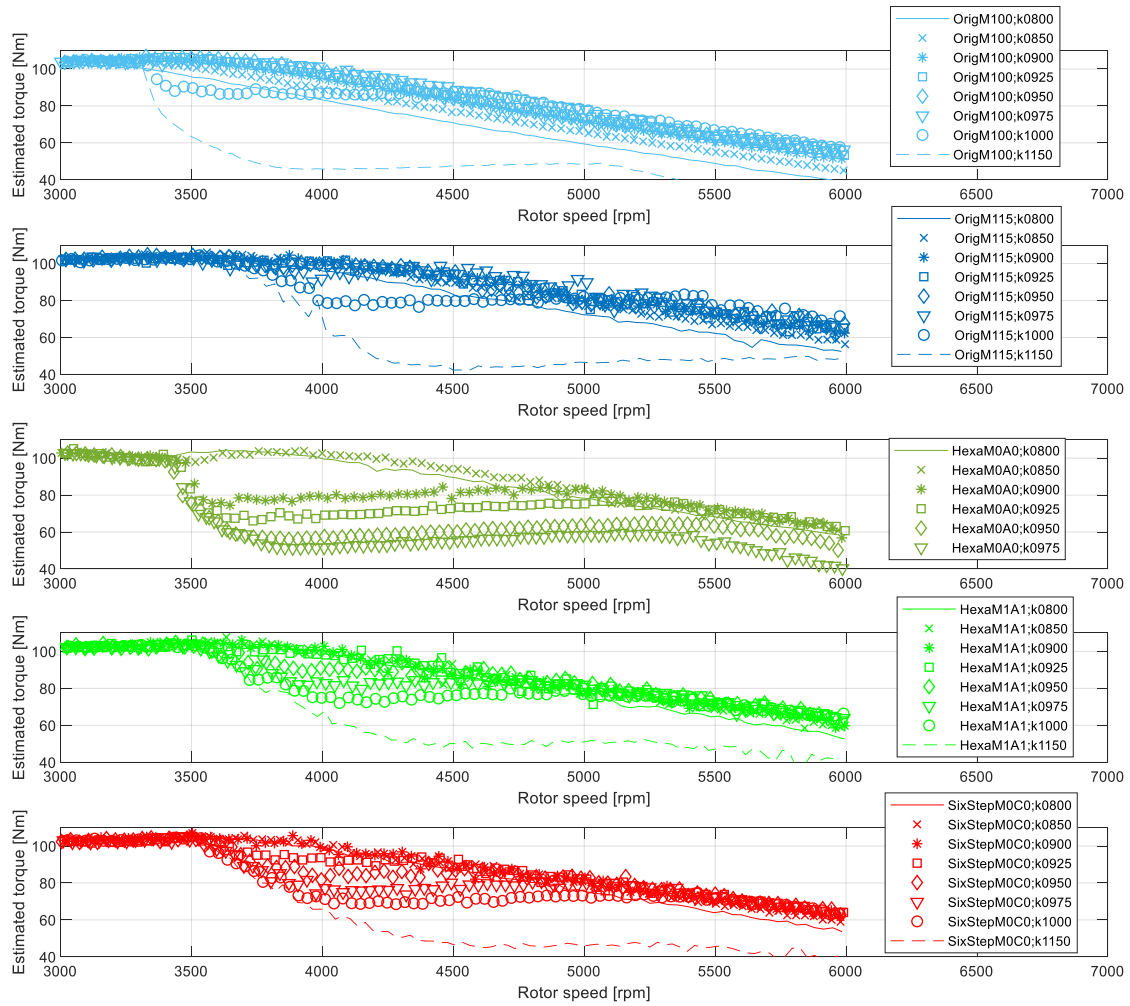 OrigM100;k0800
OrigM100;k0850
OrigM100;k0900
OrigM100;k0925
OrigM100;k0950
OrigM100;k0975
OrigM100;k1000
OrigM100;k1150
Estimated torque [Nm]
100
80
60
40
3000 3500 4000 4500 5000 5500 6000 6500 7000
Rotor speed [rpm]
OrigM115;k0800
OrigM115;k0850
OrigM115;k0900
OrigM115;k0925
OrigM115;k0950
OrigM115;k0975
OrigM115;k1000
OrigM115;k1150
Estimated torque [Nm]
100
80
60
40
3000 3500 4000 4500 5000 5500 6000 6500 7000
Rotor speed [rpm]
HexaM0A0;k0800
HexaM0A0;k0850
HexaM0A0;k0900
HexaM0A0;k0925
HexaM0A0;k0950
HexaM0A0;k0975
Estimated torque [Nm]
100
80
60
40
3000 3500 4000 4500 5000 5500 6000 6500 7000
Rotor speed [rpm]
HexaM1A1;k0800
HexaM1A1;k0850
HexaM1A1;k0900
HexaM1A1;k0925
HexaM1A1;k0950
HexaM1A1;k0975
HexaM1A1;k1000
HexaM1A1;k1150
Estimated torque [Nm]
100
80
60
40
3000 3500 4000 4500 5000 5500 6000 6500 7000
Rotor speed [rpm]
SixStepM0C0;k0800
SixStepM0C0;k0850
SixStepM0C0;k0900
SixStepM0C0;k0925
SixStepM0C0;k0950
SixStepM0C0;k0975
SixStepM0C0;k1000
SixStepM0C0;k1150
Estimated torque [Nm]
100
80
60
40
3000 3500 4000 4500 5000 5500 6000 6500 7000
Rotor speed [rpm]